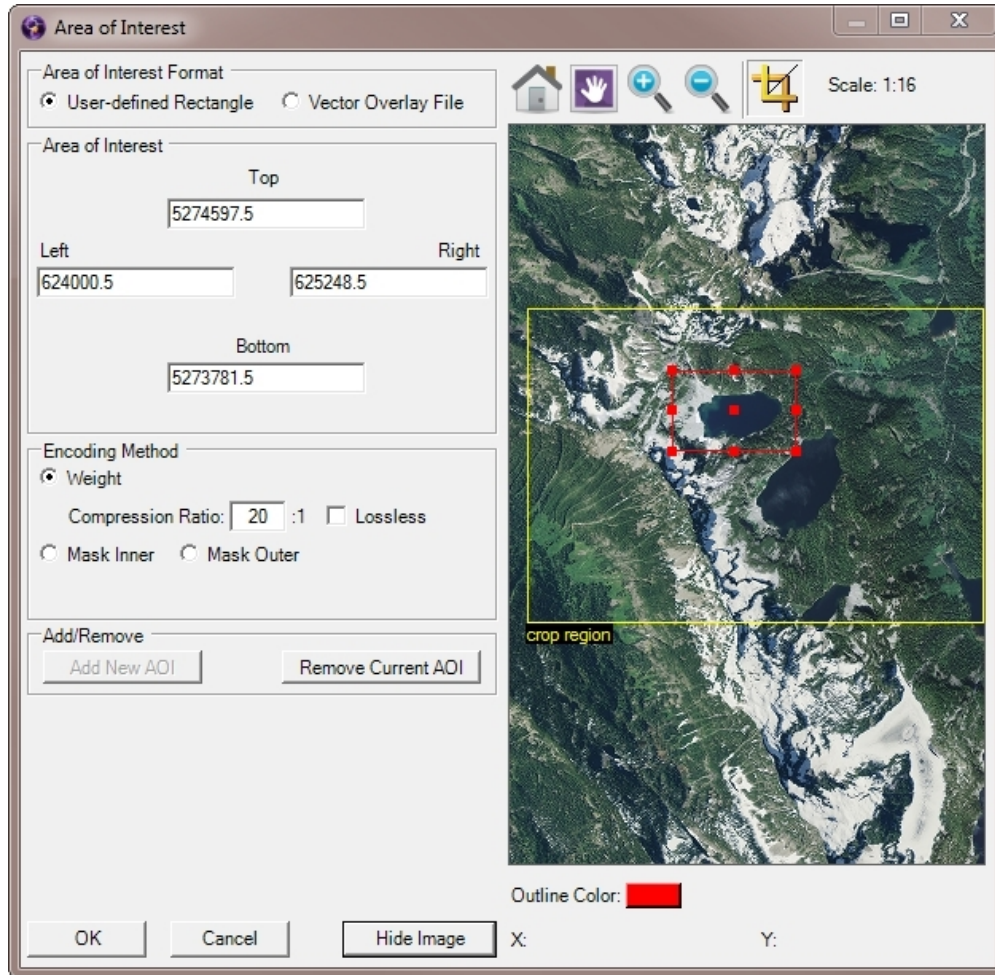 Area of Interest
Area of Interest Format
User-defined Rectangle Vector Overlay File
Area of Interest
Top
5274597.5
Left Right
624000.5 625248.5
Bottom
5273781.5
Encoding Method
Weight
Compression Ratio: 20 :1 Lossless
Mask Inner Mask Outer
Add/Remove
Add New AOI Remove Current AOI
OK Cancel Hide Image
Scale: 1:16
crop region
Outline Color:
X: Y: